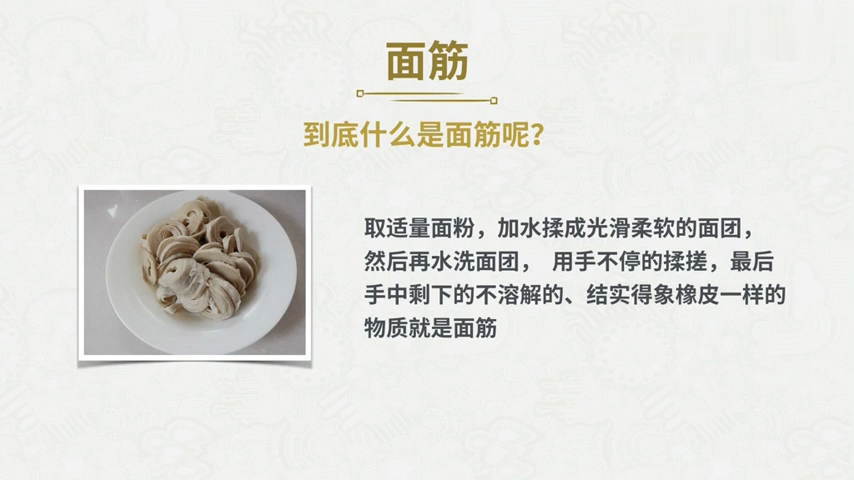 面筋
到底什么是面筋呢?
取适量面粉，加水揉成光滑柔软的面团，
然后再水洗面团， 用手不停的揉搓，最后
手中剩下的不溶解的、结实得象橡皮一样的
物质就是面筋